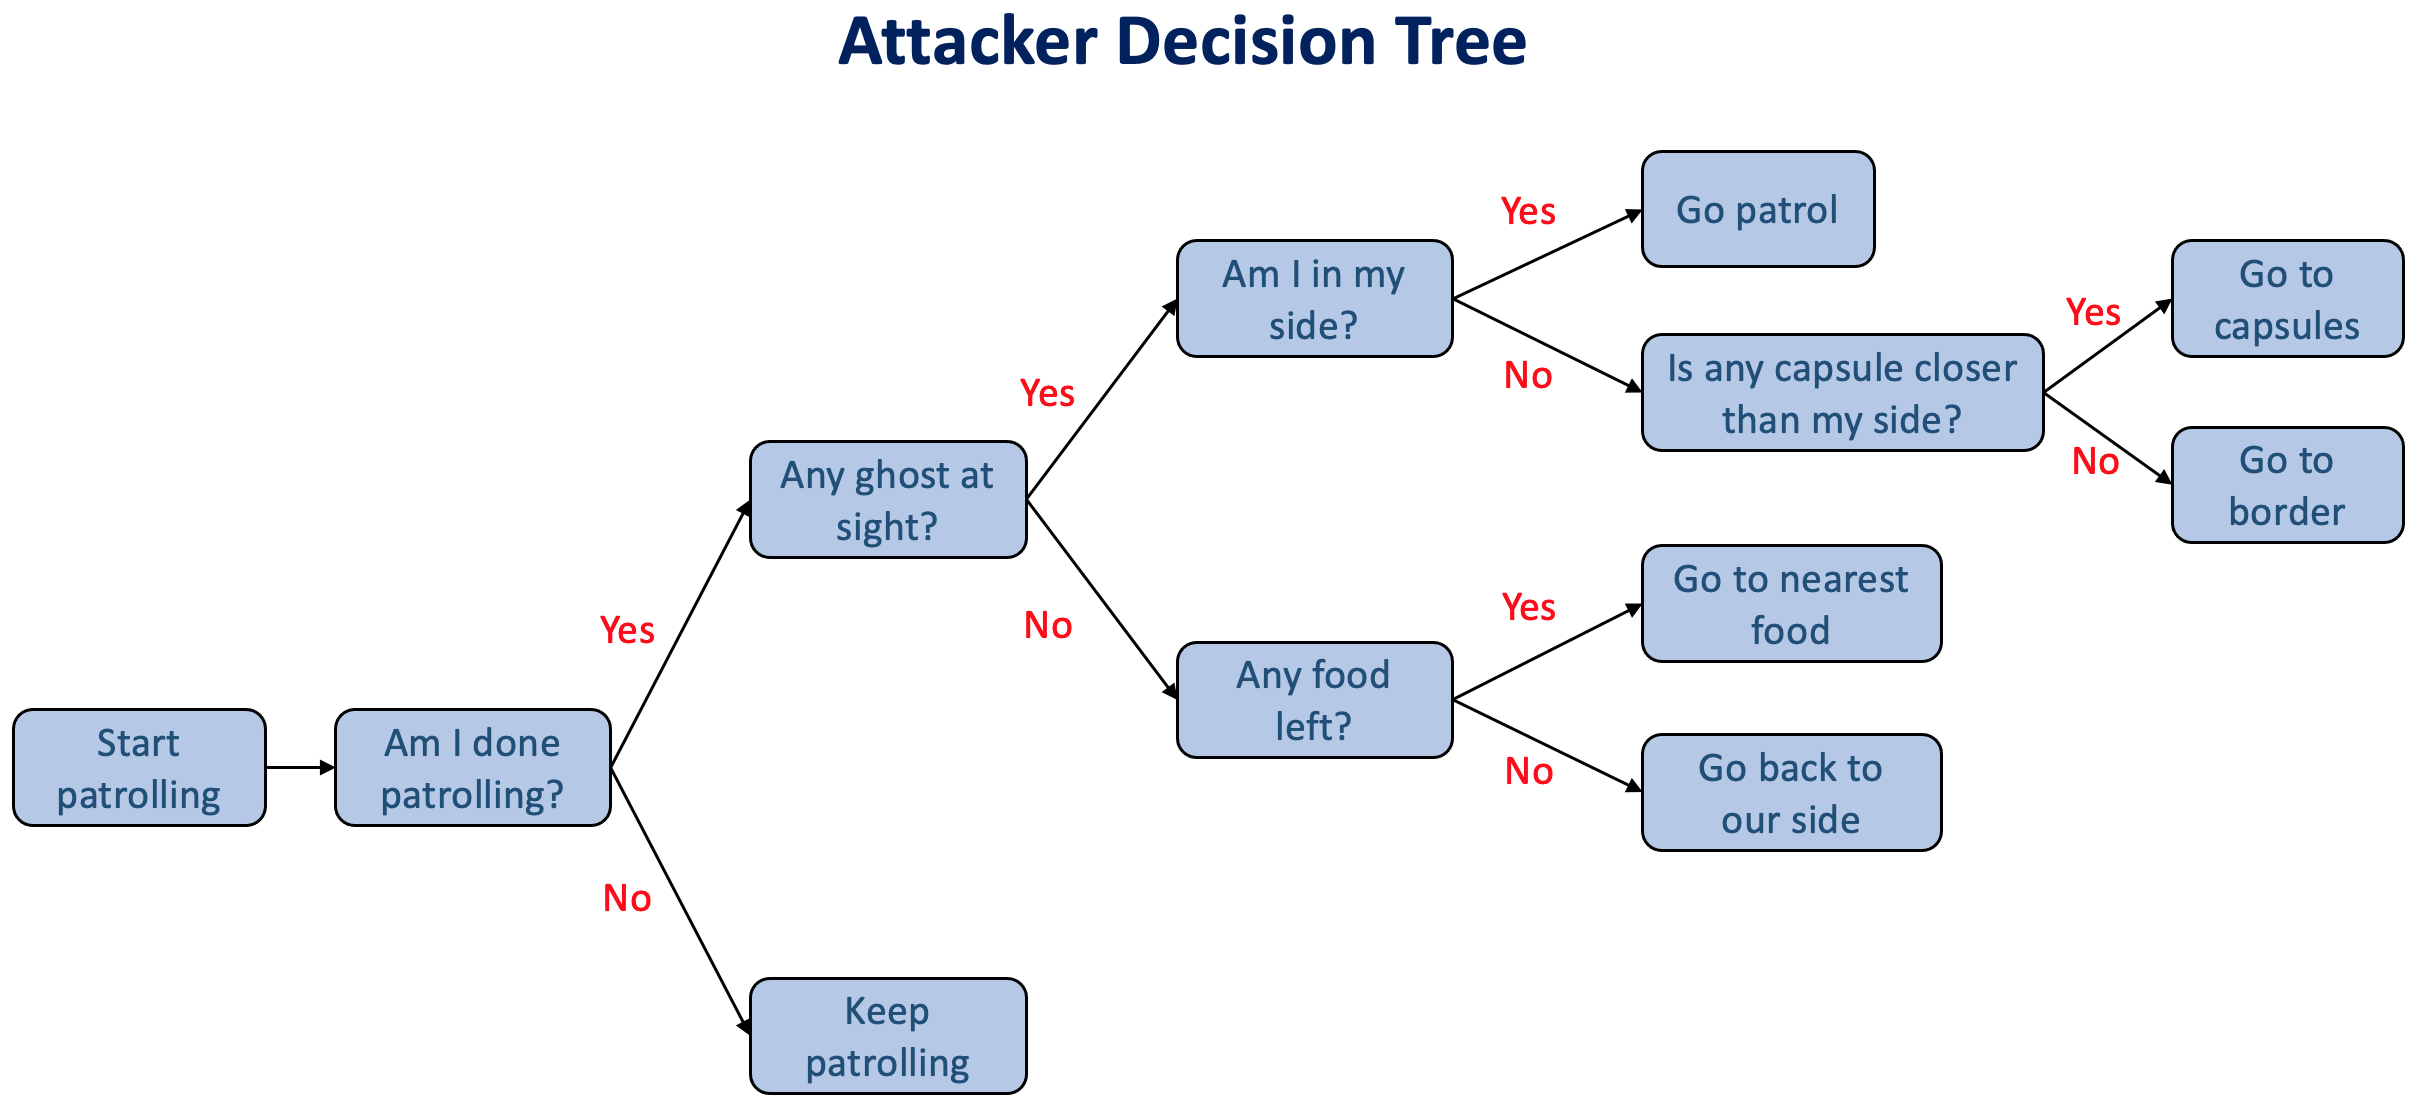 Attacker Decision Tree
Start
patrolling
Am I done
patrolling?
Yes
No
Any ghost at
sight?
Keep
patrolling
Yes
No
Am I in my
side?
Any food
left?
Yes
No
Go patrol
Is any capsule closer
than my side?
Yes
No
Go to
capsules
Go to
border
Yes
No
Go to nearest
food
Go back to
our side